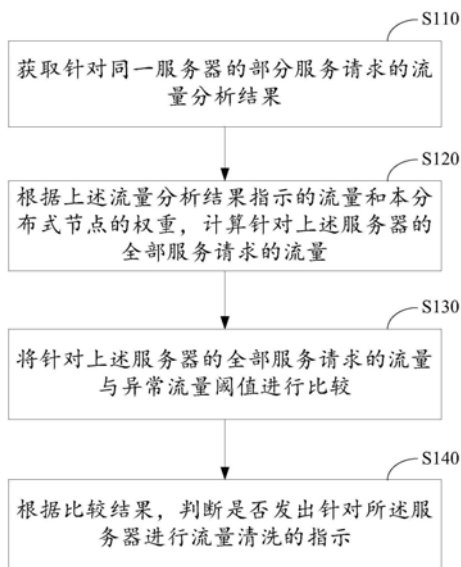 S110
获取针对同一服务器的部分服务请求的流
量分析结果
S120
根据上述流量分析结果指示的流量和本分
布式节点的权重，计算针对上述服务器的
全部服务请求的流量
S130
将针对上述服务器的全部服务请求的流量
与异常流量阈值进行比较
S140
根据比较结果，判断是否发出针对所述服
务器进行流量清洗的指示